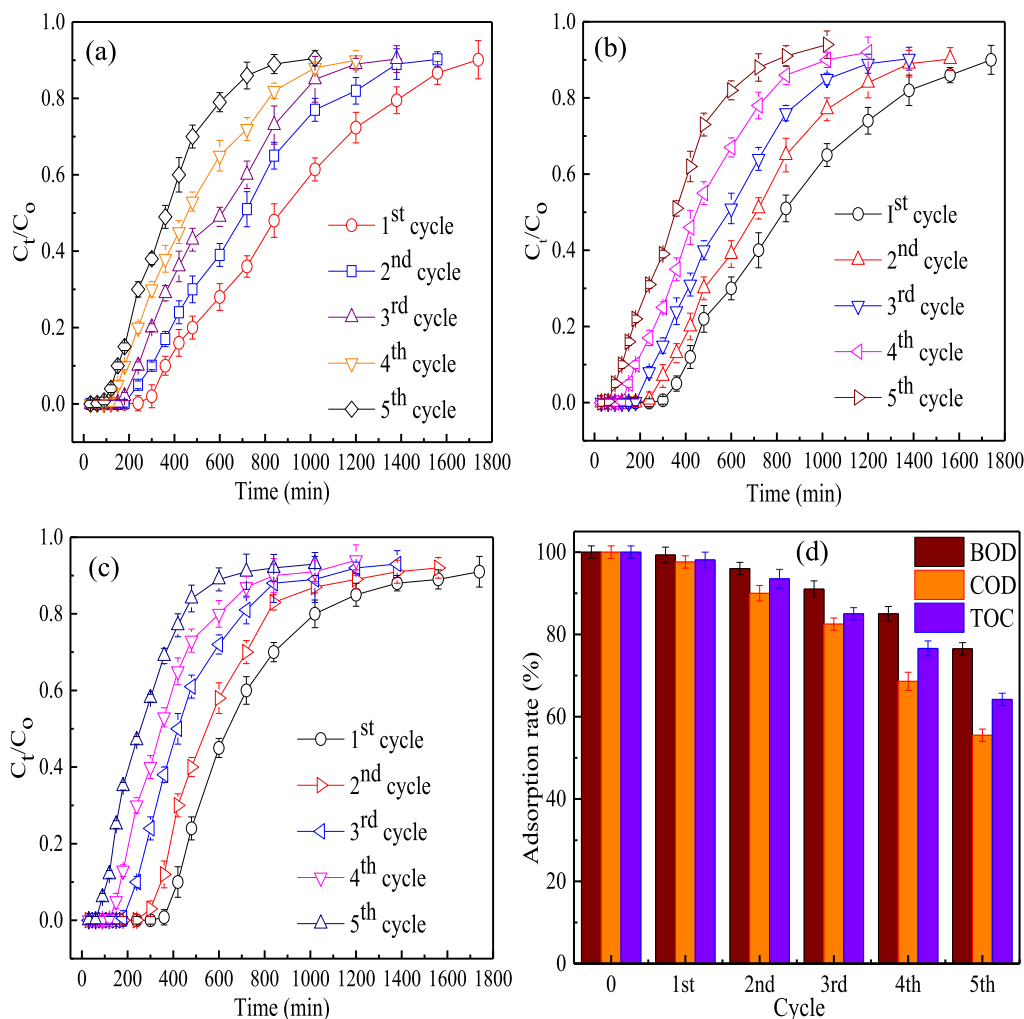 (a)
1.0
0.8
0.6
0.4
0.2
0.0
Ct/Co
0 200 400 600 800 1000 1200 1400 1600 1800
Time (min)
1st cycle
2nd cycle
3rd cycle
4th cycle
5th cycle
(b)
1.0
0.8
0.6
0.4
0.2
0.0
Ct/Co
0 200 400 600 800 1000 1200 1400 1600 1800
Time (min)
1st cycle
2nd cycle
3rd cycle
4th cycle
5th cycle
(c)
1.0
0.8
0.6
0.4
0.2
0.0
Ct/Co
0 200 400 600 800 1000 1200 1400 1600 1800
Time (min)
1st cycle
2nd cycle
3rd cycle
4th cycle
5th cycle
(d)
BOD
COD
TOC
100
80
60
40
20
0
Adsorption rate (%)
0 1st 2nd 3rd 4th 5th
Cycle